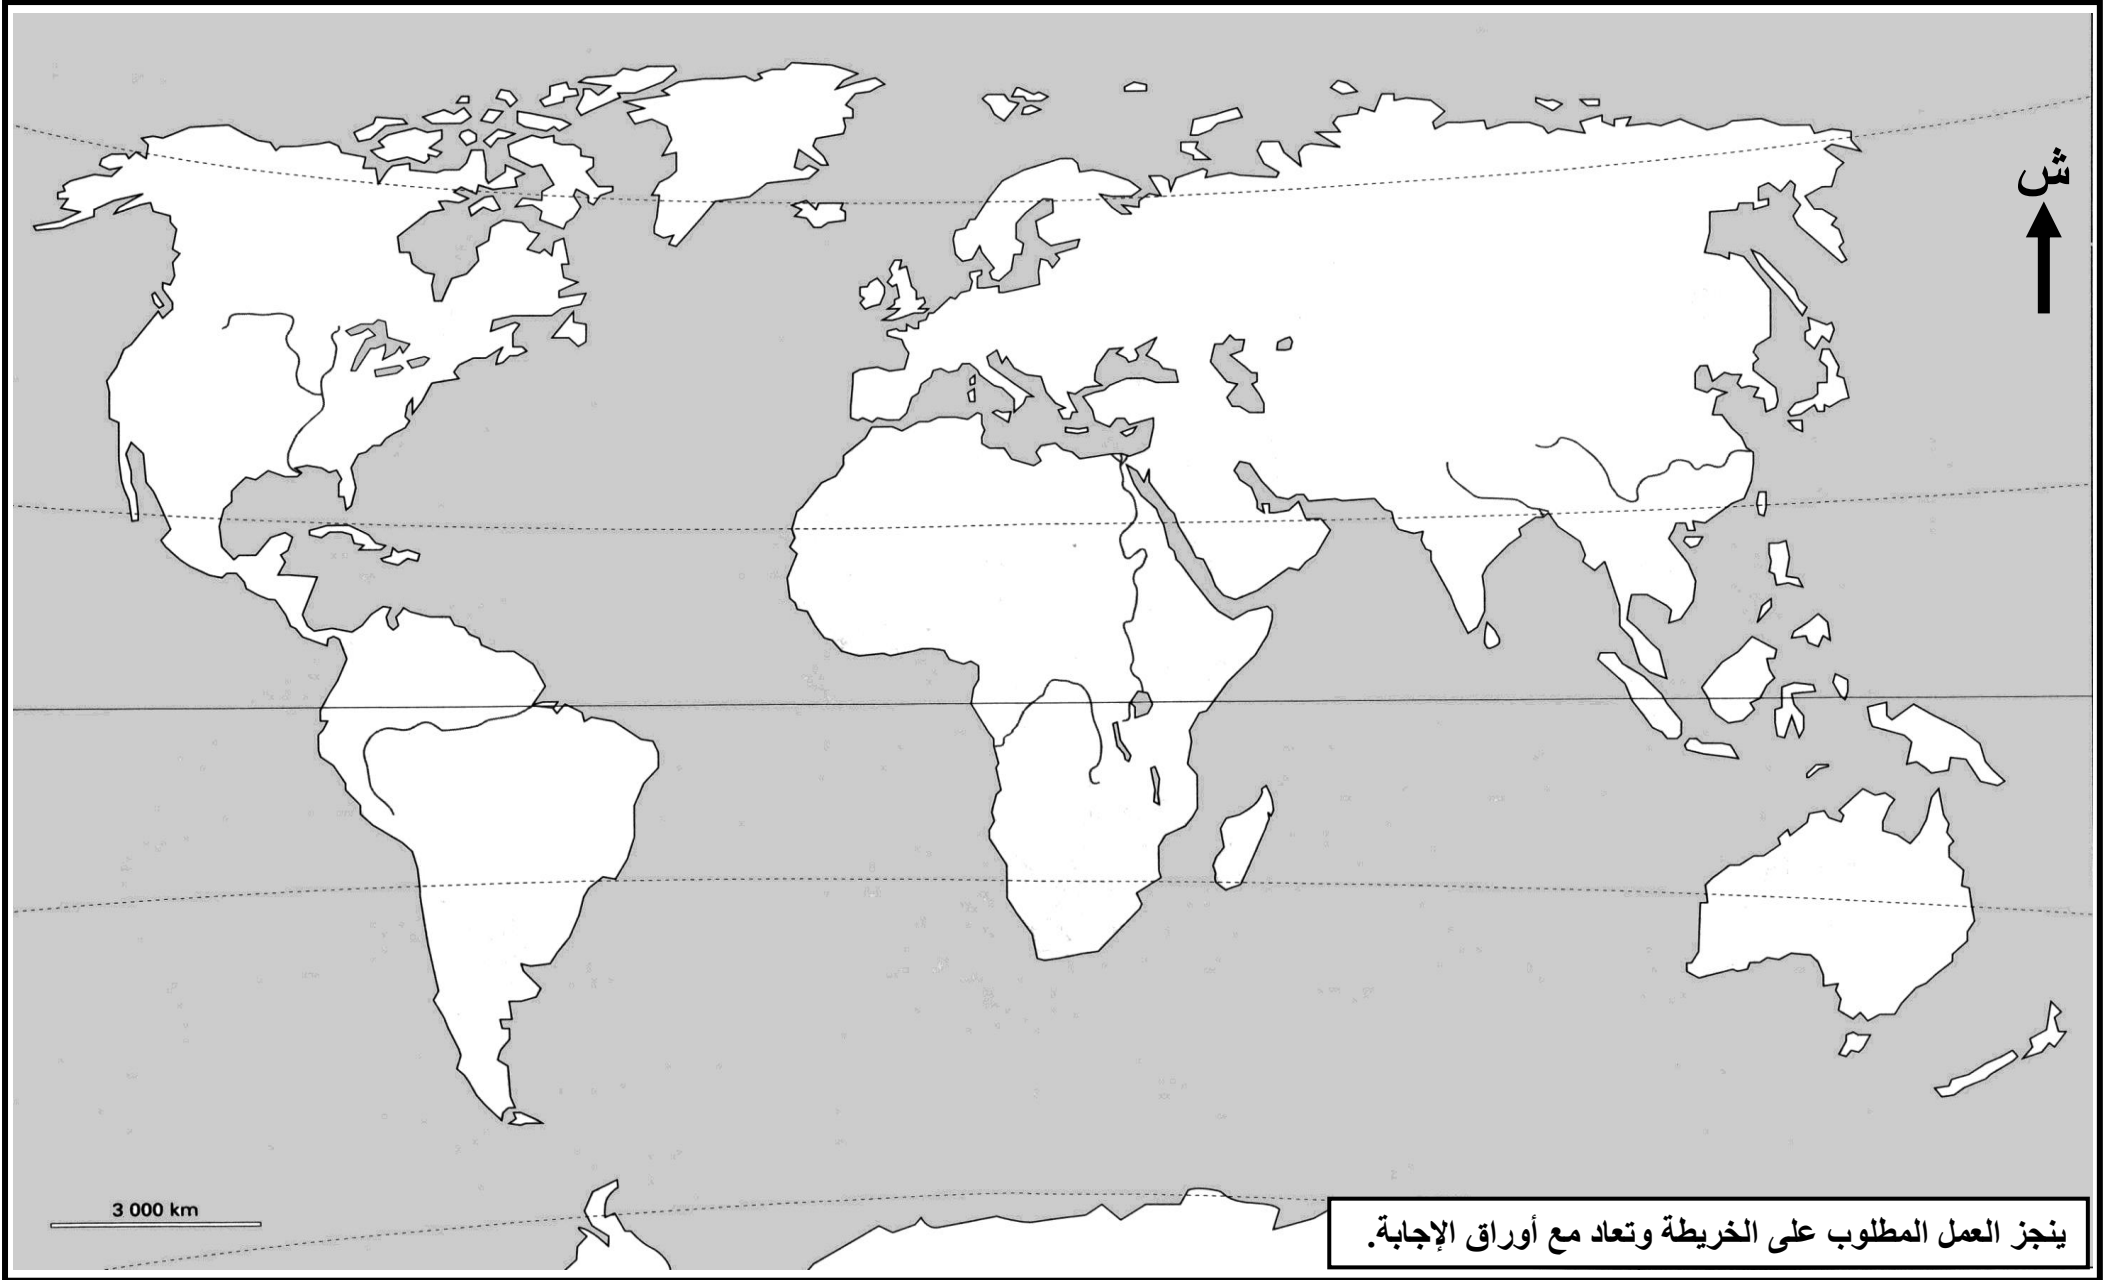 ش
3 000 km
ينجز العمل المطلوب على الخريطة وتعاد مع أوراق الإجابة.